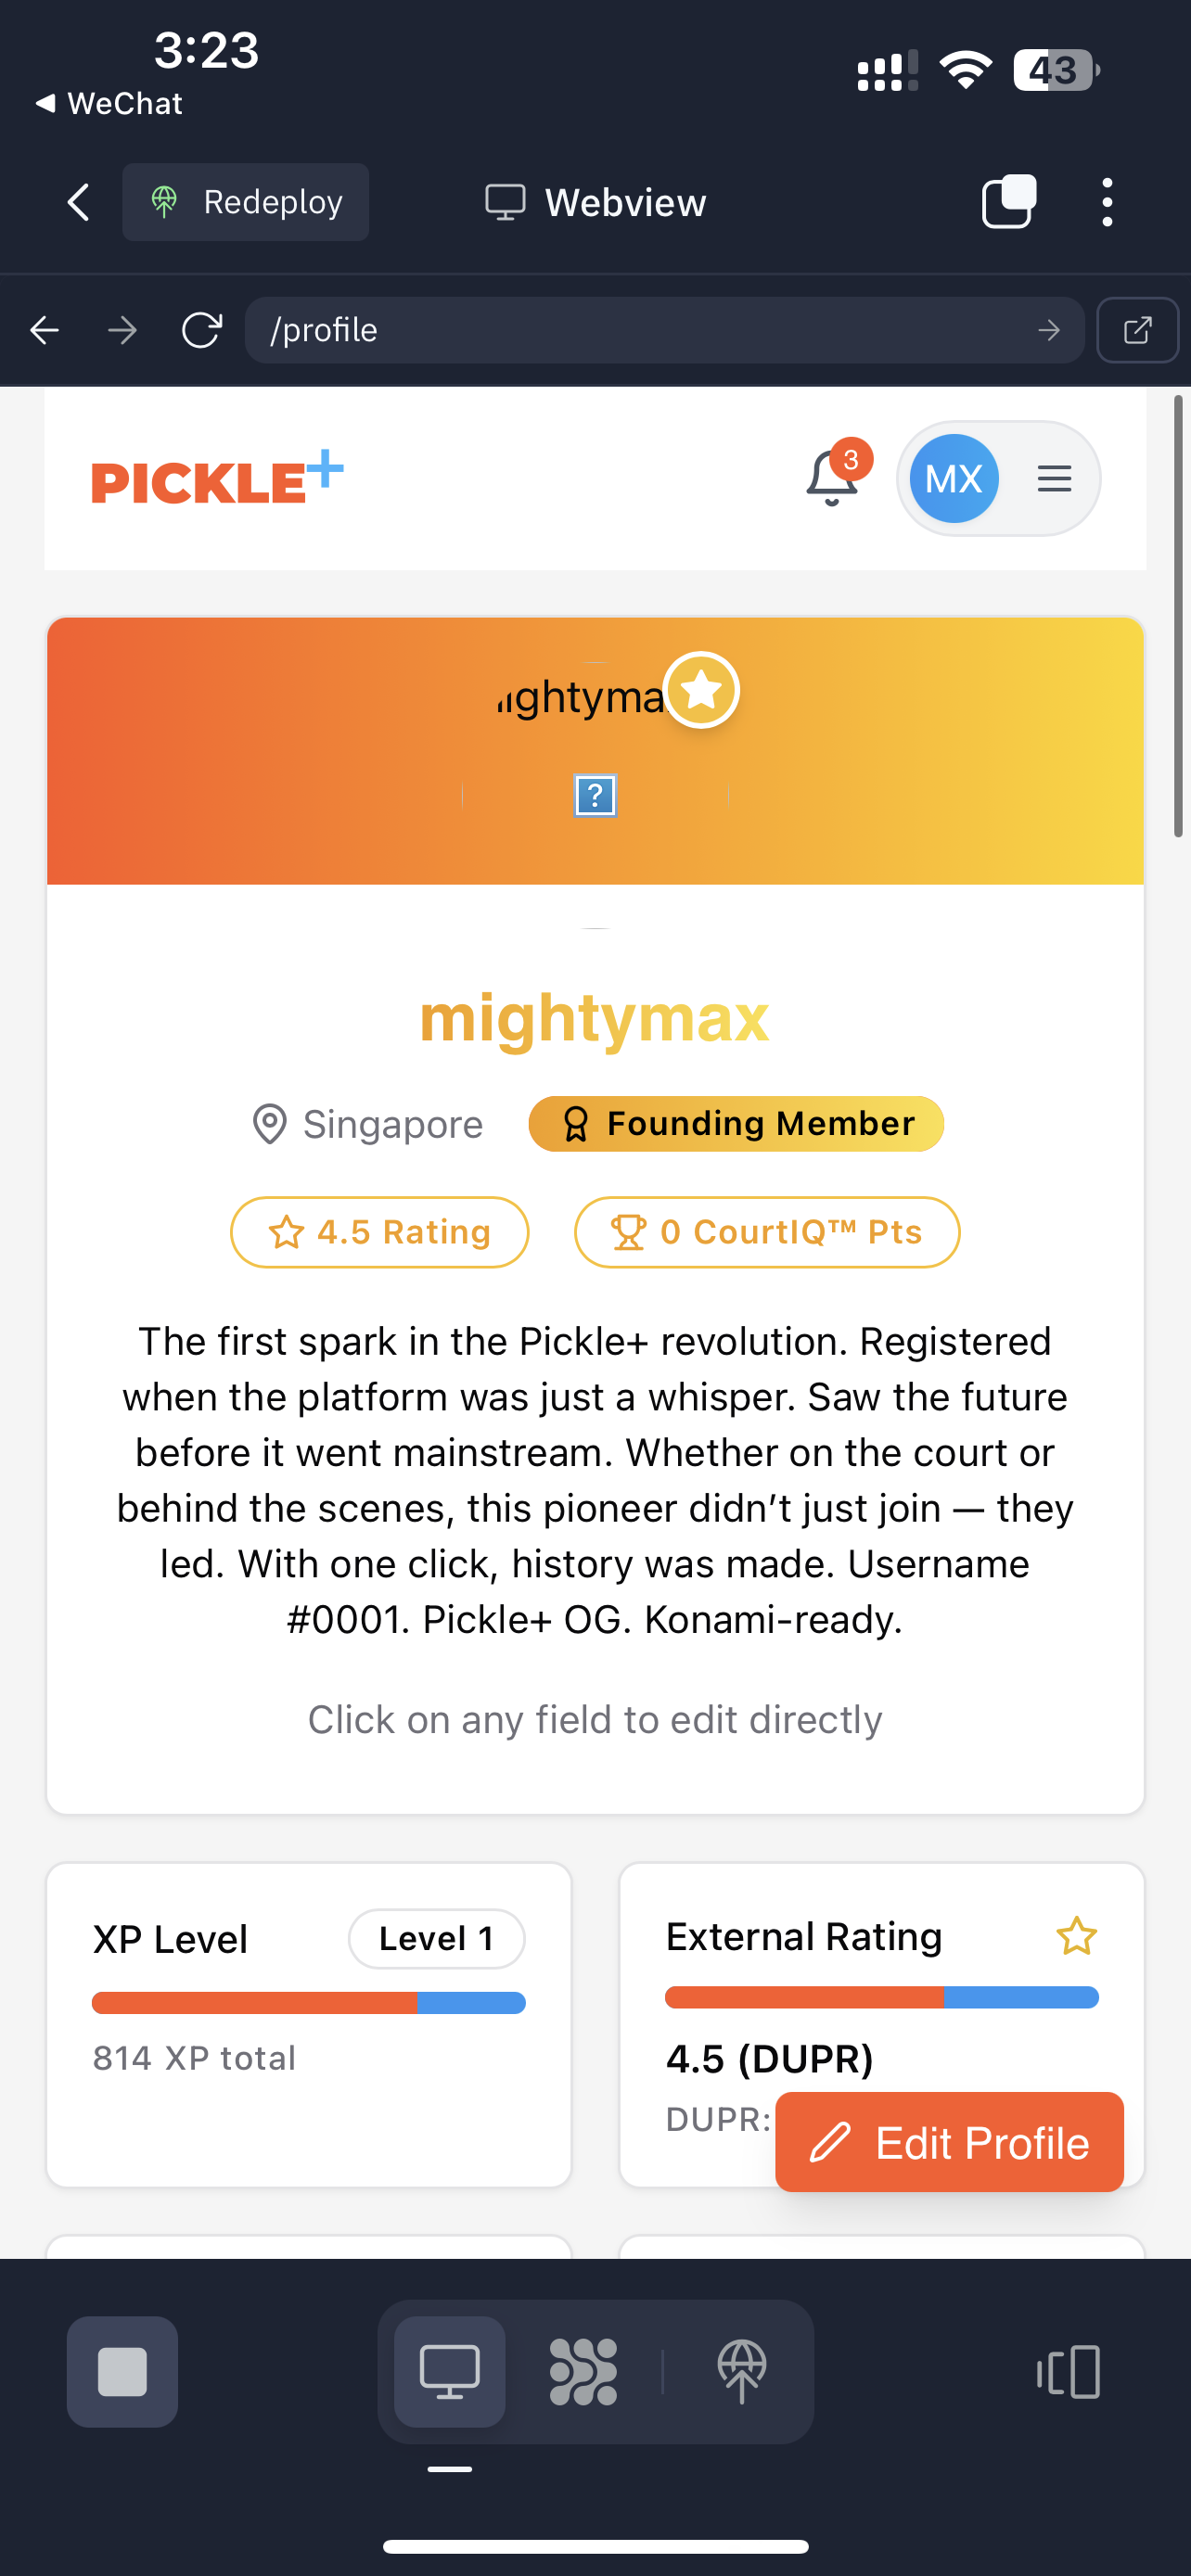 3:23
43
WeChat
Redeploy
Webview
/profile
PICKLE+
3
MX
ightyma
?
mightymax
Singapore
Founding Member
4.5 Rating
0 CourtIQ™ Pts
The first spark in the Pickle+ revolution. Registered
when the platform was just a whisper. Saw the future
before it went mainstream. Whether on the court or
behind the scenes, this pioneer didn’t just join — they
led. With one click, history was made. Username
#0001. Pickle+ OG. Konami-ready.
Click on any field to edit directly
XP Level
Level 1
814 XP total
External Rating
4.5 (DUPR)
DUPR:
Edit Profile